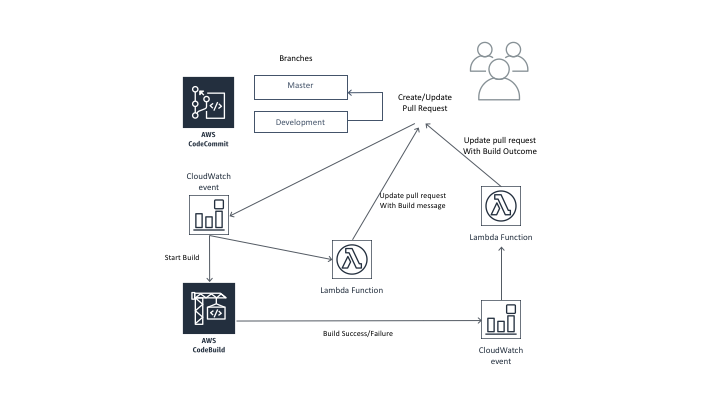 Branches
Master
Development
AWS
CodeCommit
Create/Update
Pull Request
Update pull request
With Build Outcome
CloudWatch
event
Update pull request
With Build message
Lambda Function
Start Build
Lambda Function
Build Success/Failure
AWS
CodeBuild
CloudWatch
event